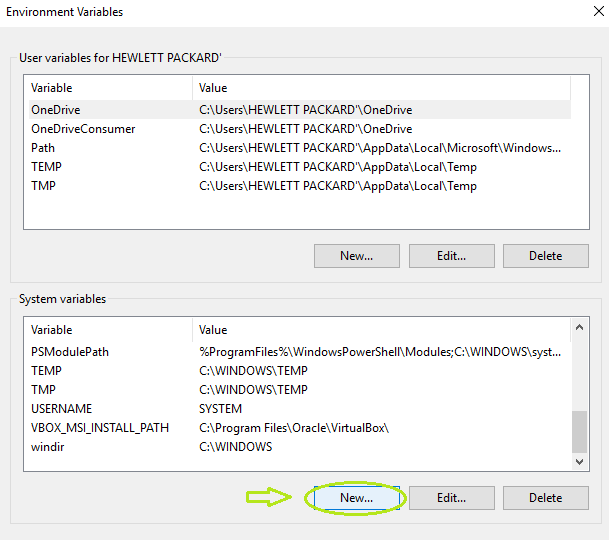 Environment Variables
User variables for HEWLETT PACKARD'
Variable Value
OneDrive C:\Users\HEWLETT PACKARD'\OneDrive
OneDriveConsumer C:\Users\HEWLETT PACKARD'\OneDrive
Path C:\Users\HEWLETT PACKARD'\AppData\Local\Microsoft\Windows...
TEMP C:\Users\HEWLETT PACKARD'\AppData\Local\Temp
TMP C:\Users\HEWLETT PACKARD'\AppData\Local\Temp
New... Edit... Delete
System variables
Variable Value
PSModulePath %ProgramFiles%\WindowsPowerShell\Modules;C:\WINDOWS\syst...
TEMP C:\WINDOWS\TEMP
TMP C:\WINDOWS\TEMP
USERNAME SYSTEM
VBOX_MSI_INSTALL_PATH C:\Program Files\Oracle\VirtualBox\
windir C:\WINDOWS
New... Edit... Delete